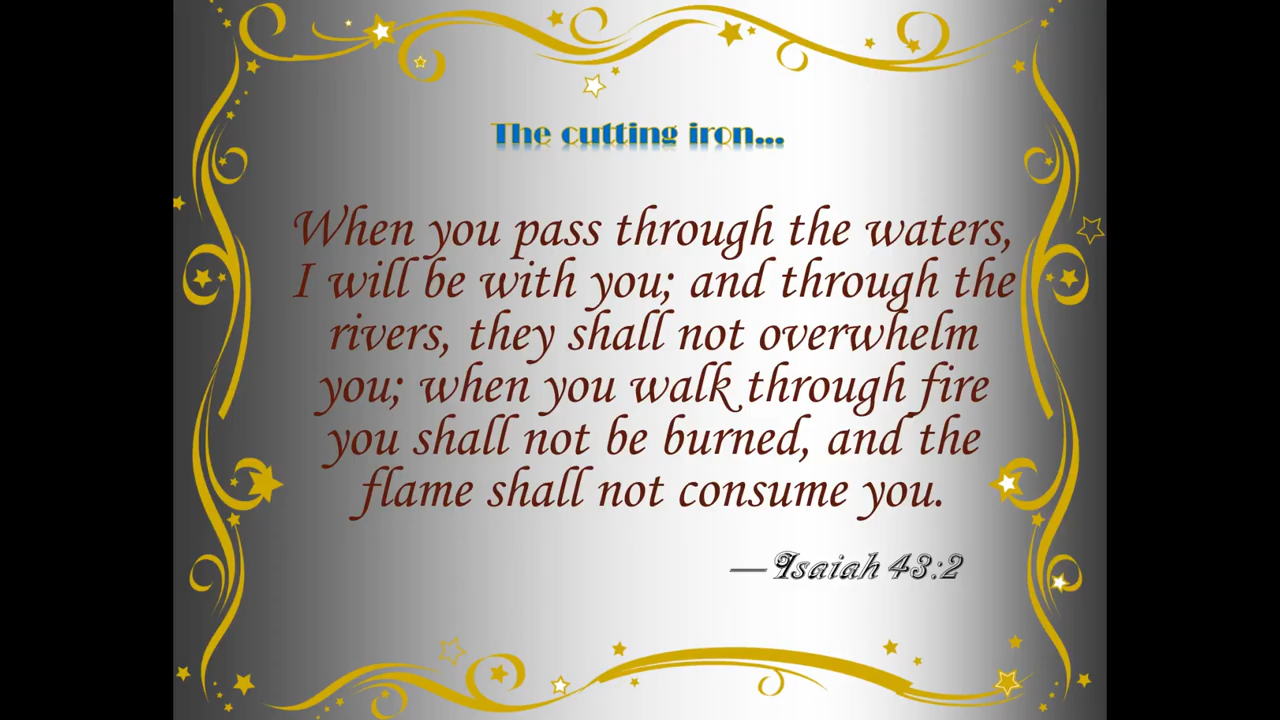 The cutting iron...
When you pass through the waters,
I will be with you; and through the
rivers, they shall not overwhelm
you; when you walk through fire
you shall not be burned, and the
flame shall not consume you.
—Isaiah 43:2